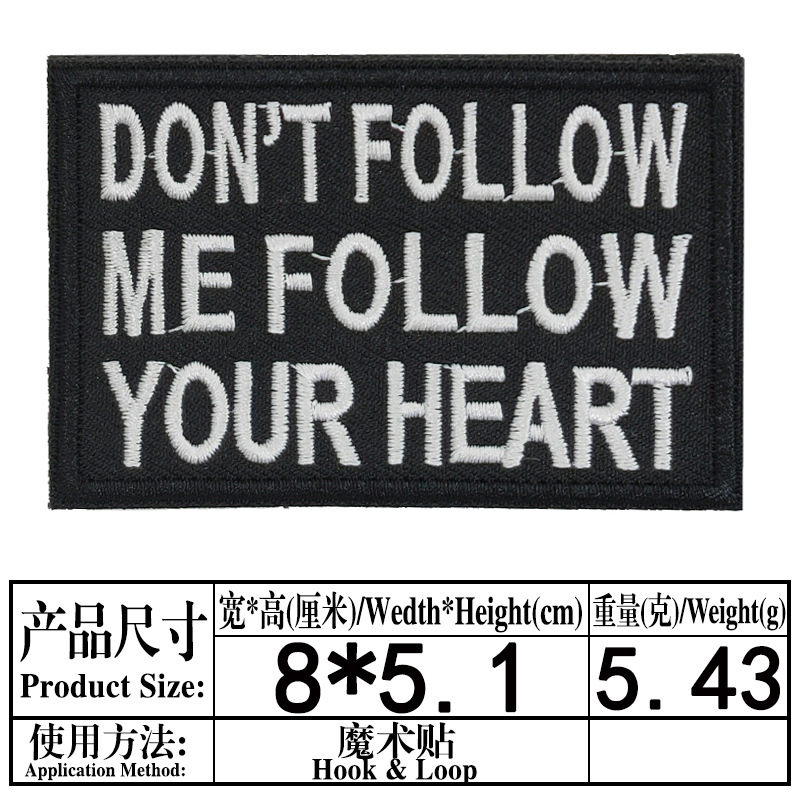 DON'T FOLLOW
ME FOLLOW
YOUR HEART
产品尺寸
Product Size:
宽*高(厘米)/Wedth*Height(cm)
8*5.1
重量(克)/Weight(g)
5.43
使用方法:
Application Method:
魔术贴
Hook & Loop